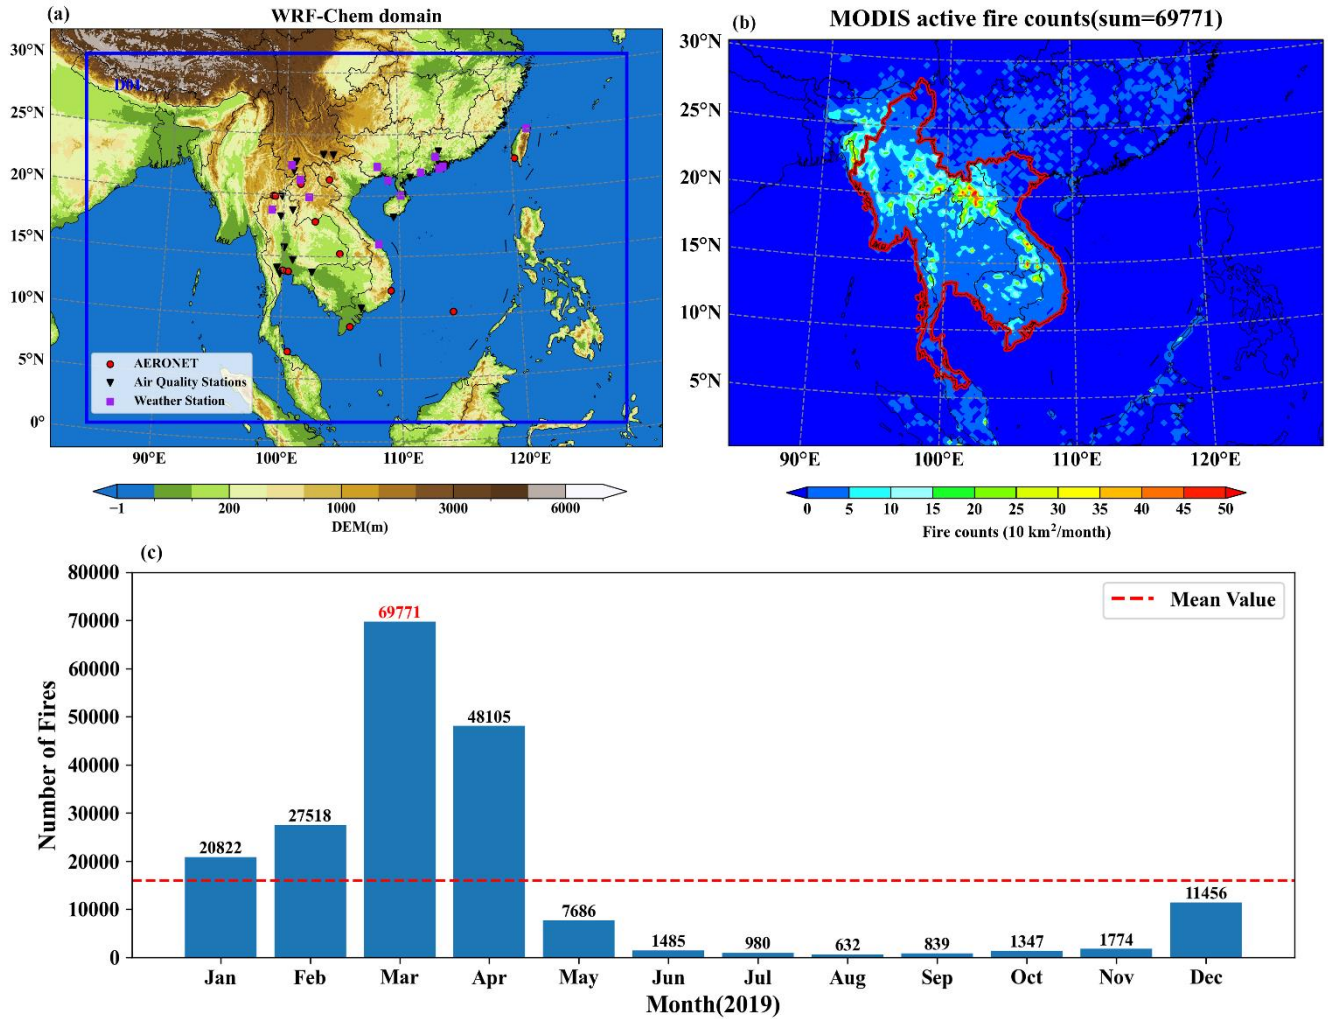 (a)
WRF-Chem domain
30°N
25°N
20°N
15°N
10°N
5°N
0°
D01
AERONET
Air Quality Stations
Weather Station
90°E 100°E 110°E 120°E
−1 200 1000 3000 6000
DEM(m)
(b)
MODIS active fire counts(sum=69771)
30°N
25°N
20°N
15°N
10°N
5°N
90°E 100°E 110°E 120°E
0 5 10 15 20 25 30 35 40 45 50
Fire counts (10 km²/month)
(c)
Number of Fires
80000
70000
60000
50000
40000
30000
20000
10000
0
Mean Value
20822 27518 69771 48105 7686 1485 980 632 839 1347 1774 11456
Jan Feb Mar Apr May Jun Jul Aug Sep Oct Nov Dec
Month(2019)